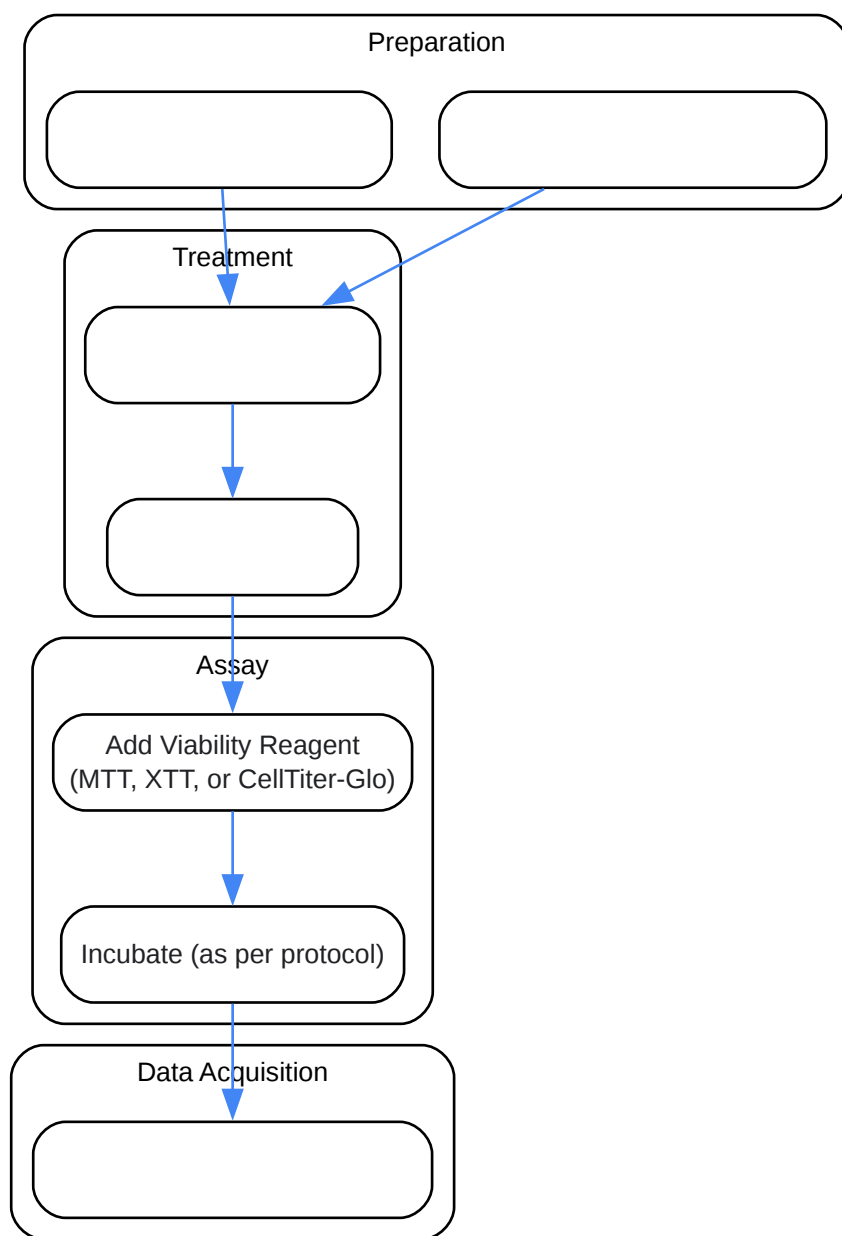 Preparation
Treatment
Assay
Add Viability Reagent
(MTT, XTT, or CellTiter-Glo)
Incubate (as per protocol)
Data Acquisition